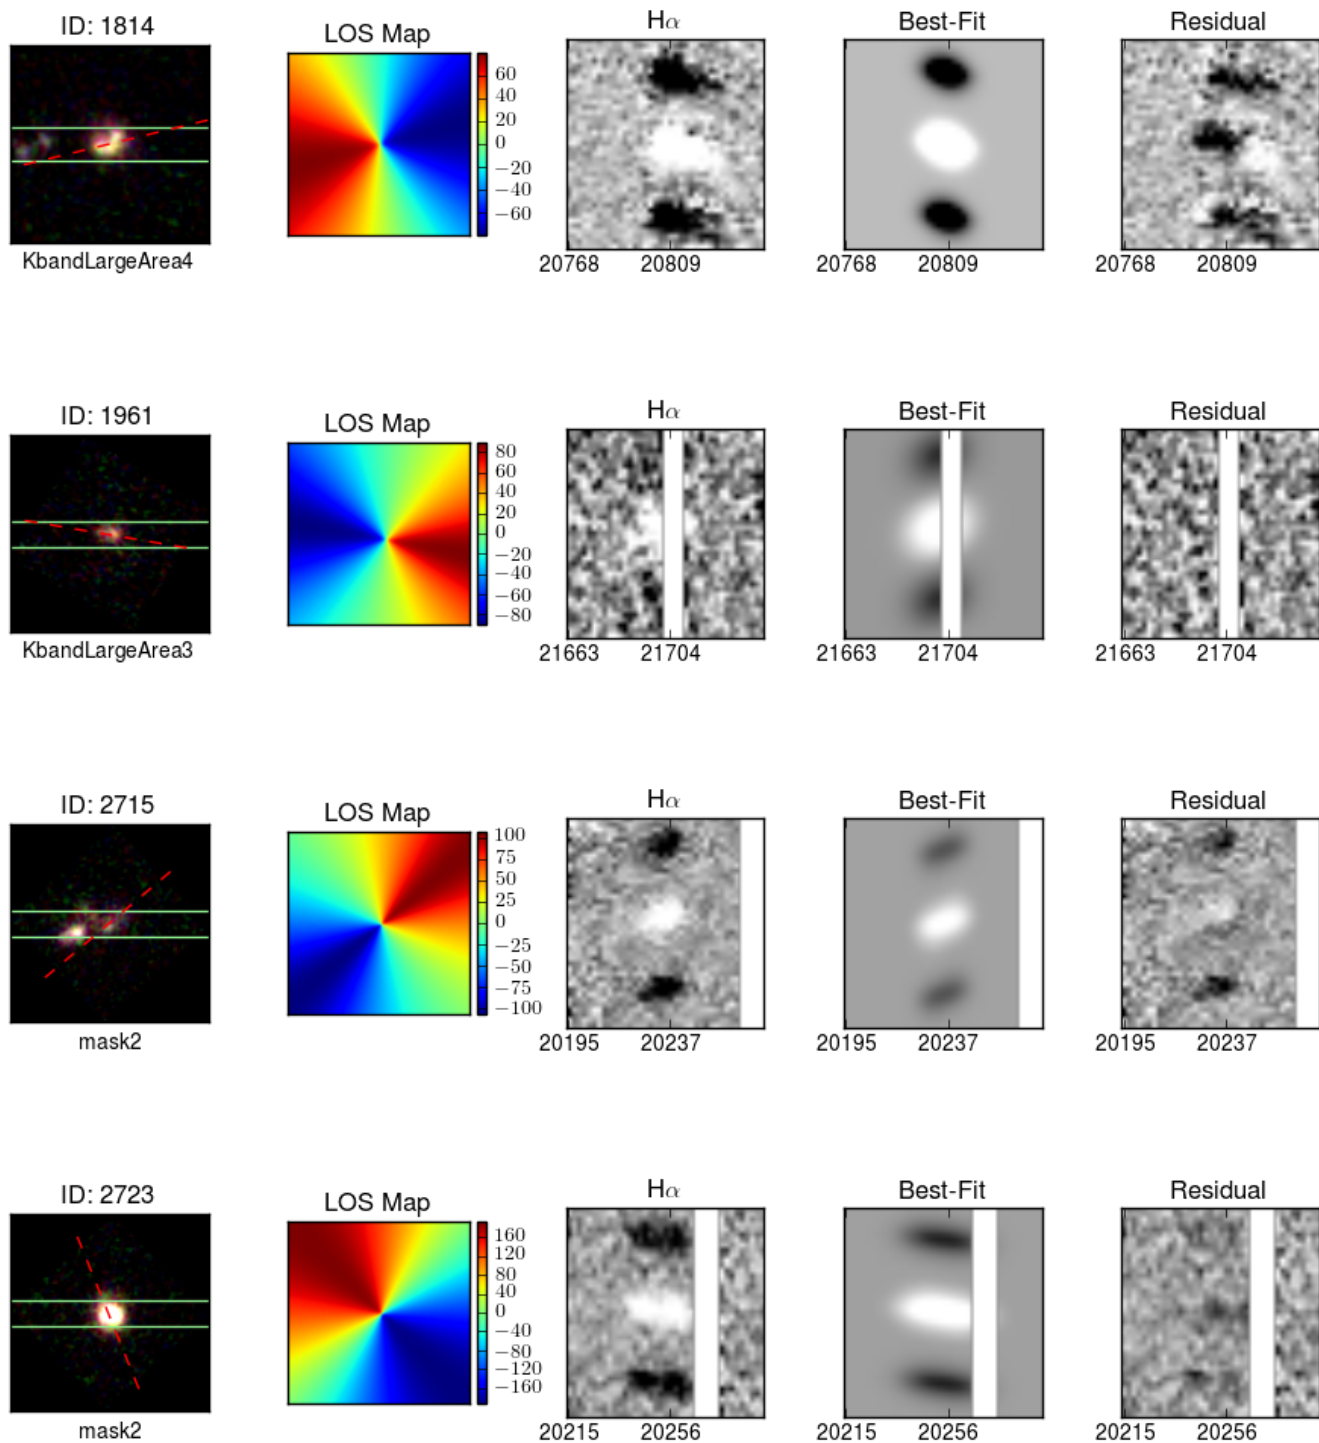 ID: 1814
LOS Map
Hα
Best-Fit
Residual
60
40
20
0
−20
−40
−60
KbandLargeArea4
20768 20809
20768 20809
20768 20809
ID: 1961
LOS Map
Hα
Best-Fit
Residual
80
60
40
20
0
−20
−40
−60
−80
KbandLargeArea3
21663 21704
21663 21704
21663 21704
ID: 2715
LOS Map
Hα
Best-Fit
Residual
100
75
50
25
0
−25
−50
−75
−100
mask2
20195 20237
20195 20237
20195 20237
ID: 2723
LOS Map
Hα
Best-Fit
Residual
160
120
80
40
0
−40
−80
−120
−160
mask2
20215 20256
20215 20256
20215 20256